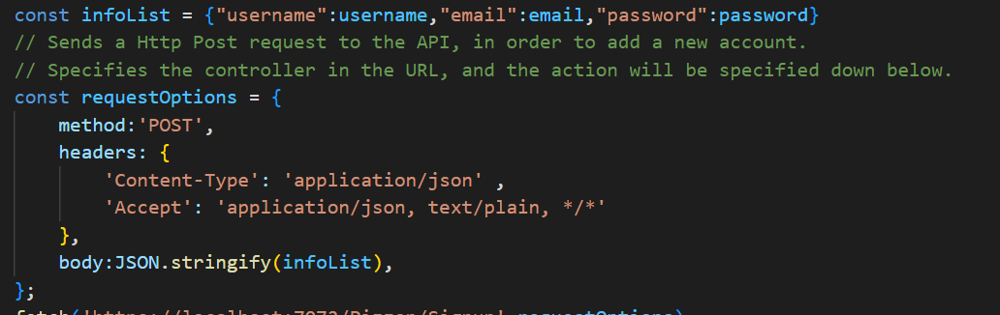 const infoList = {"username":username,"email":email,"password":password}
// Sends a Http Post request to the API, in order to add a new account.
// Specifies the controller in the URL, and the action will be specified down below.
const requestOptions = {
method:'POST',
headers: {
'Content-Type': 'application/json' ,
'Accept': 'application/json, text/plain, */*'
},
body:JSON.stringify(infoList),
};